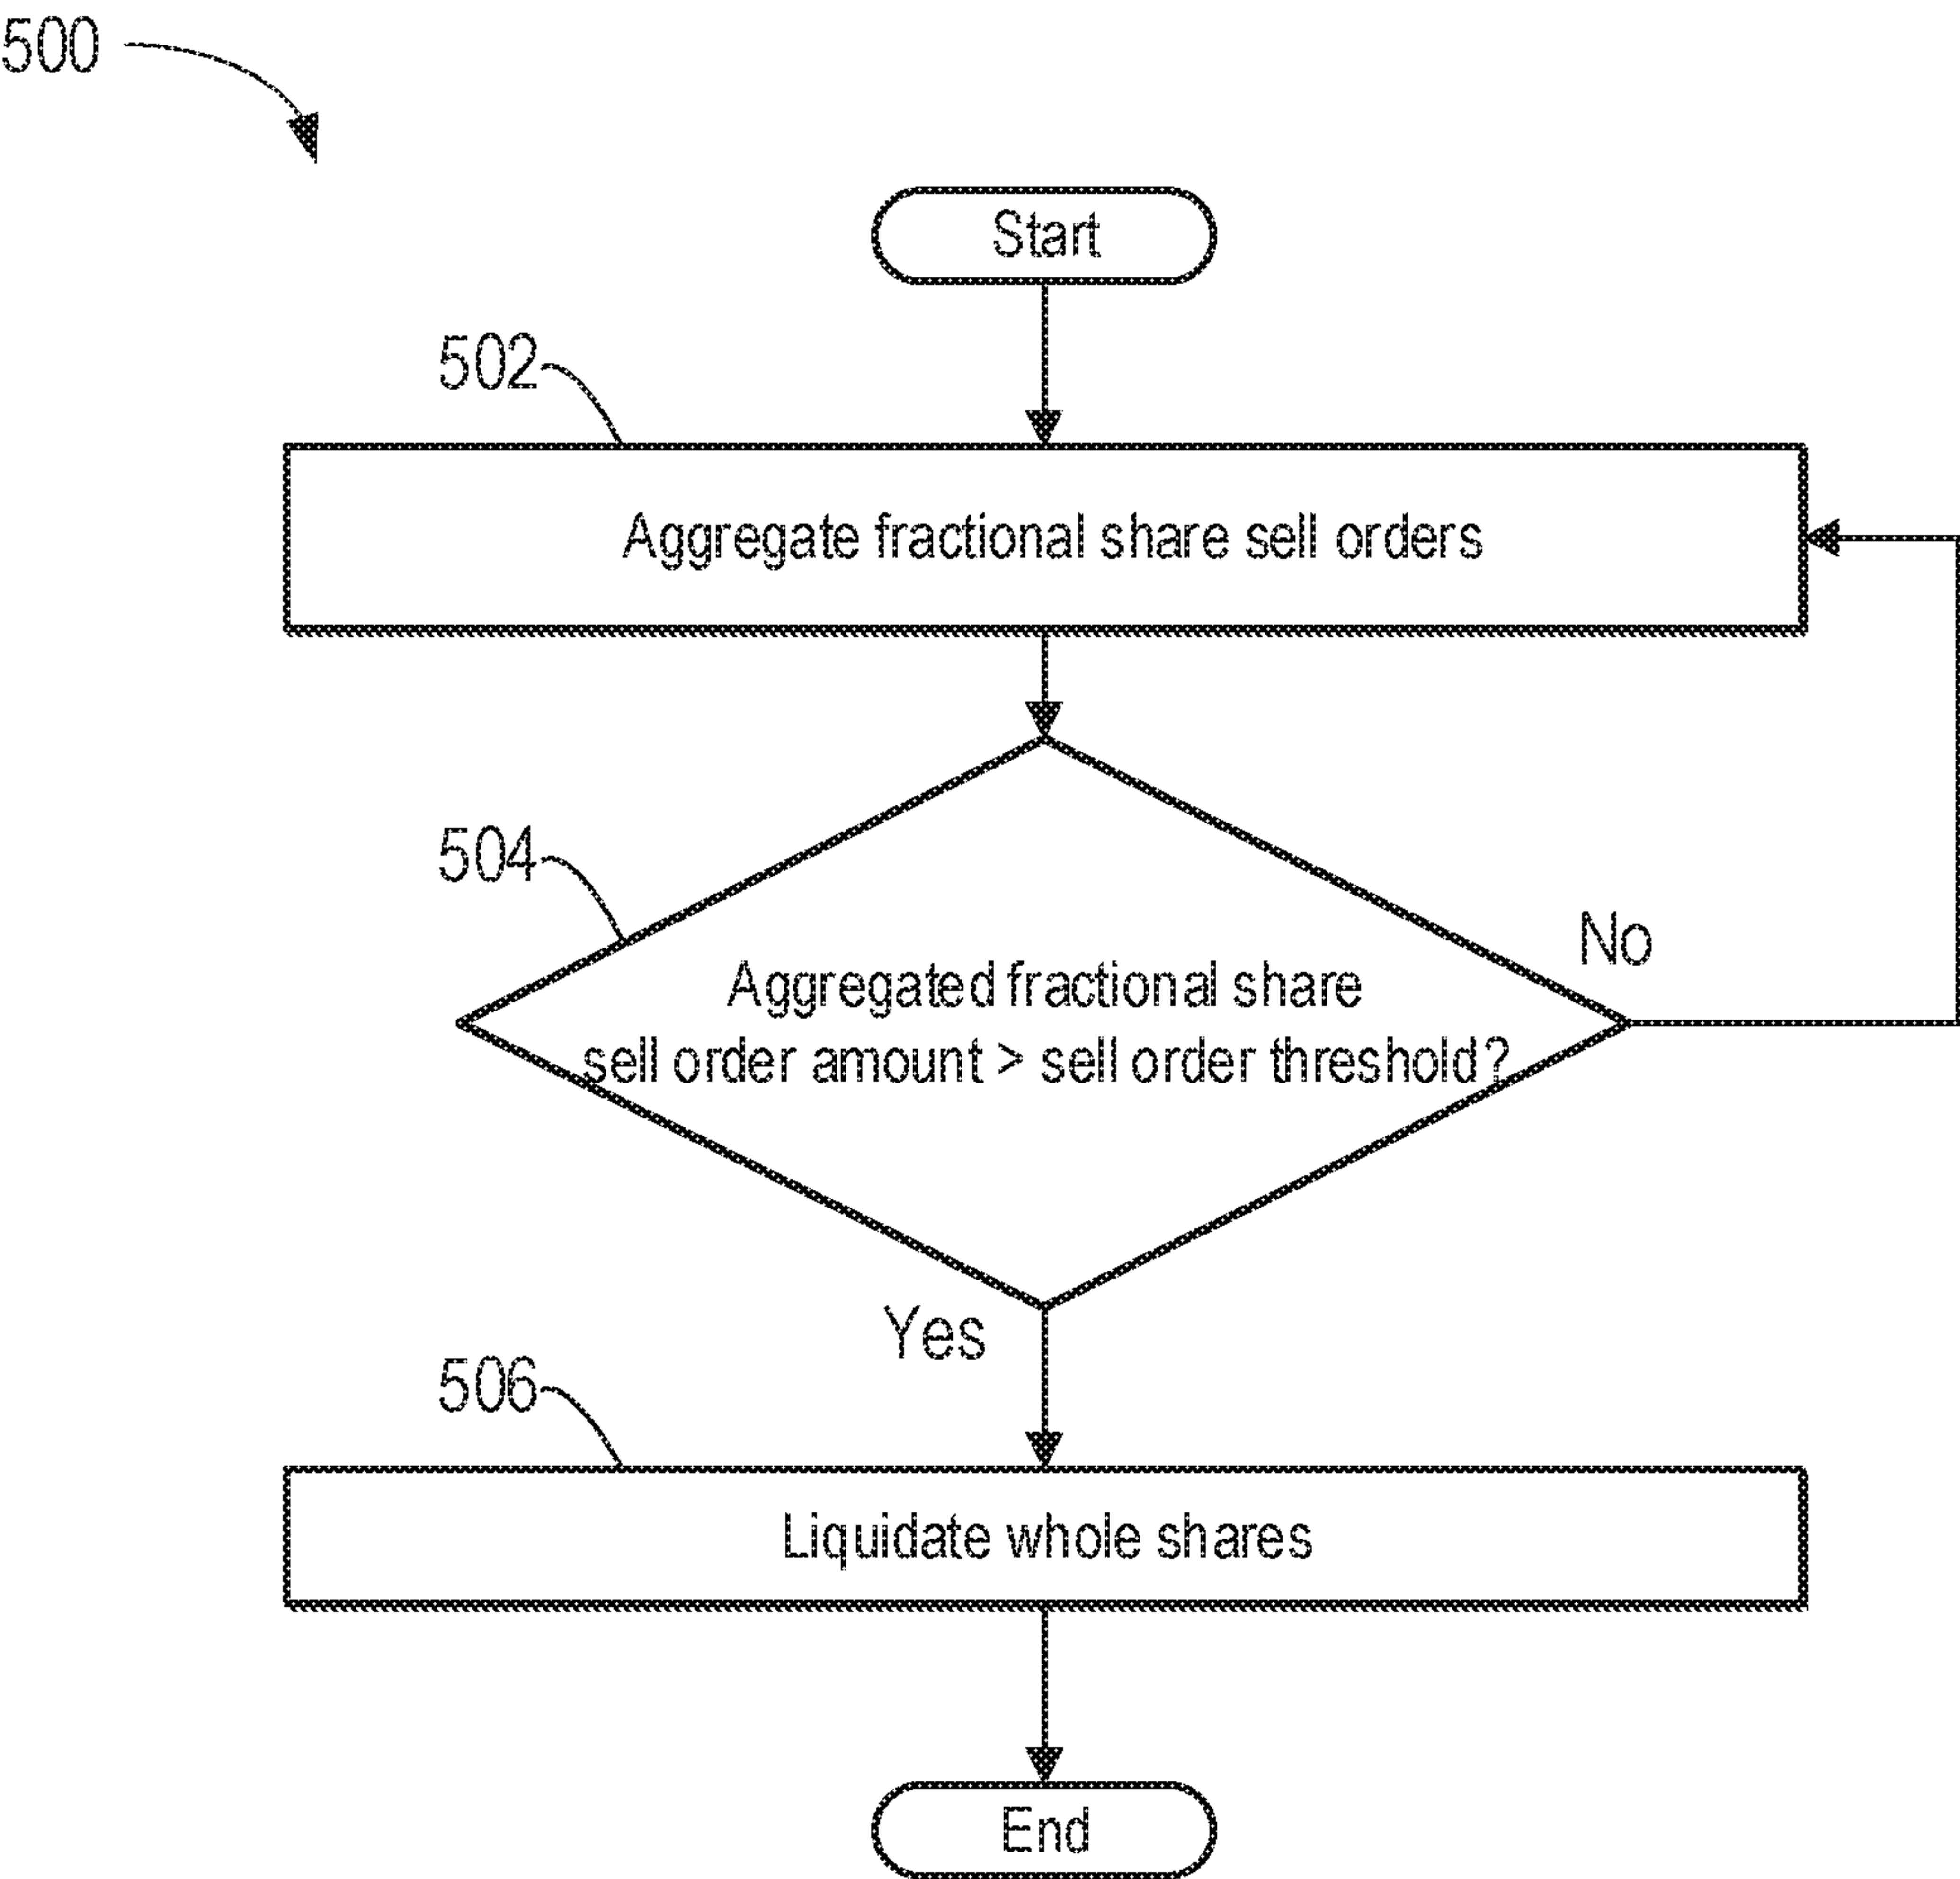 500
Start
502
Aggregate fractional share sell orders
504
No
Aggregated fractional share
sell order amount > sell order threshold?
Yes
506
Liquidate whole shares
End